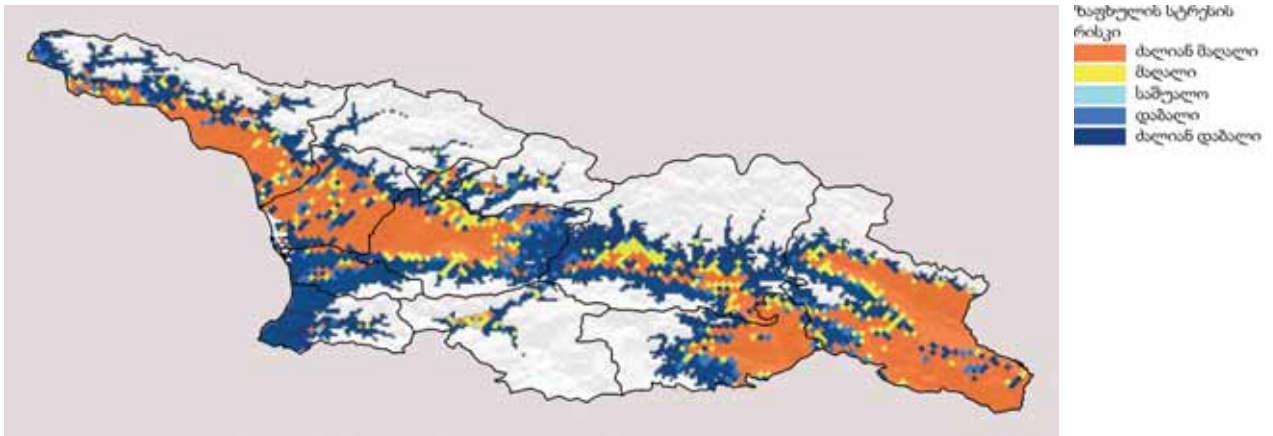 ზაფხულის სტრესის
რისკი
ძალიან მაღალი
მაღალი
საშუალო
დაბალი
ძალიან დაბალი